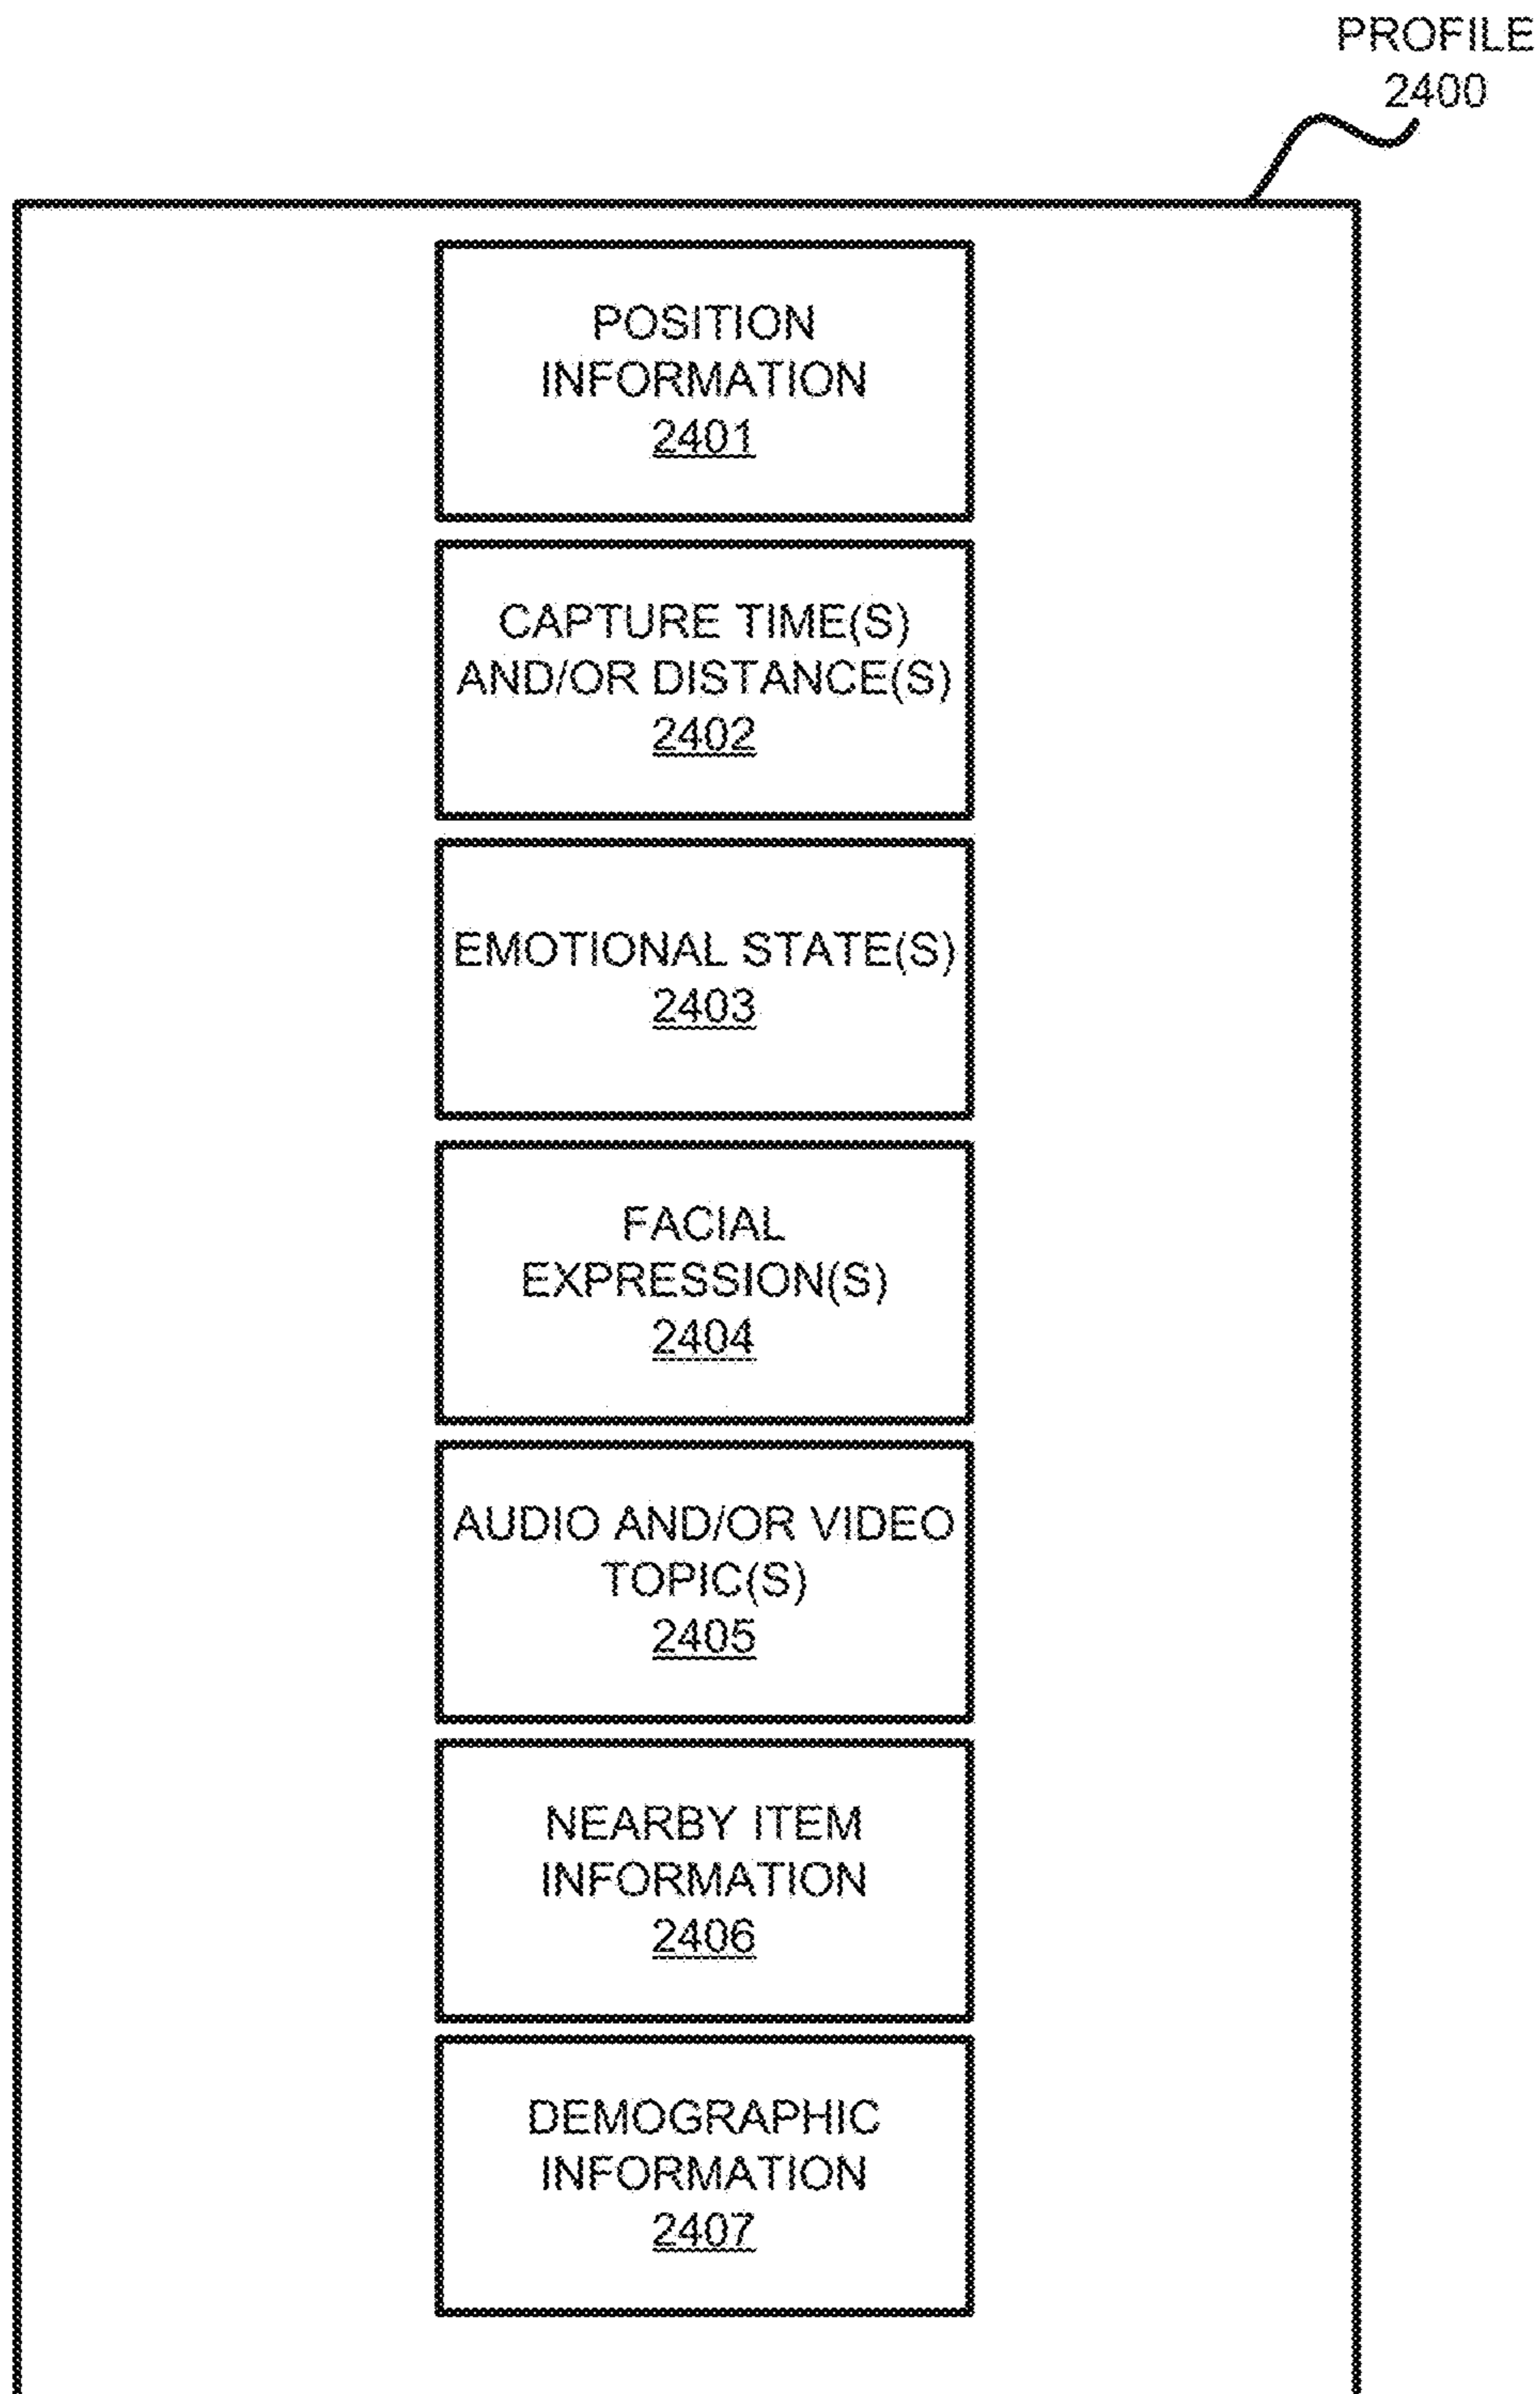 PROFILE
2400
POSITION
INFORMATION
2401
CAPTURE TIME(S)
AND/OR DISTANCE(S)
2402
EMOTIONAL STATE(S)
2403
FACIAL
EXPRESSION(S)
2404
AUDIO AND/OR VIDEO
TOPIC(S)
2405
NEARBY ITEM
INFORMATION
2406
DEMOGRAPHIC
INFORMATION
2407